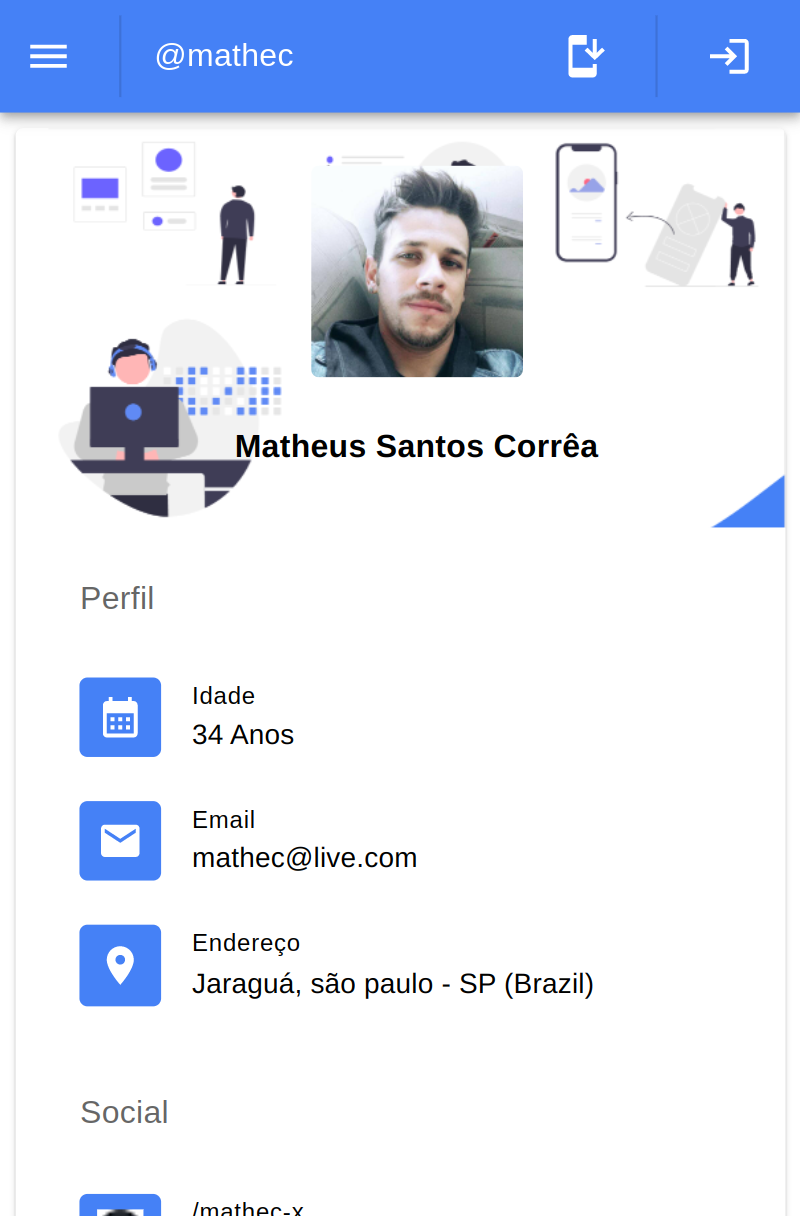 @mathec
Matheus Santos Corrêa
Perfil
Idade
34 Anos
Email
mathec@live.com
Endereço
Jaraguá, são paulo - SP (Brazil)
Social
/mathec-x